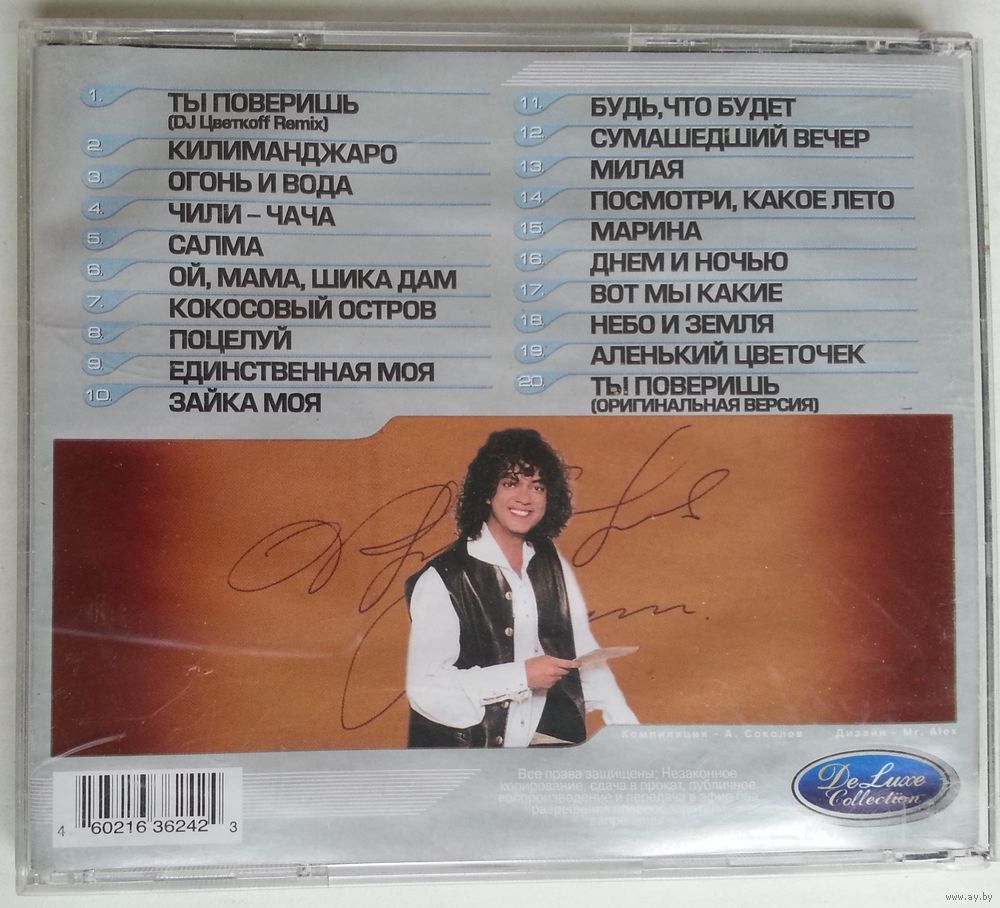 1. ТЫ ПОВЕРИШЬ
(DJ Цветкоff Remix)
2. КИЛИМАНДЖАРО
3. ОГОНЬ И ВОДА
4. ЧИЛИ – ЧАЧА
5. САЛМА
6. ОЙ, МАМА, ШИКА ДАМ
7. КОКОСОВЫЙ ОСТРОВ
8. ПОЦЕЛУЙ
9. ЕДИНСТВЕННАЯ МОЯ
10. ЗАЙКА МОЯ
11. БУДЬ,ЧТО БУДЕТ
12. СУМАШЕДШИЙ ВЕЧЕР
13. МИЛАЯ
14. ПОСМОТРИ, КАКОЕ ЛЕТО
15. МАРИНА
16. ДНЕМ И НОЧЬЮ
17. ВОТ МЫ КАКИЕ
18. НЕБО И ЗЕМЛЯ
19. АЛЕНЬКИЙ ЦВЕТОЧЕК
20. ТЫ ПОВЕРИШЬ
(ОРИГИНАЛЬНАЯ ВЕРСИЯ)
Компиляция - А. Соколов Дизайн - Mr. Alex
Все права защищены; Незаконное
копирование, сдача в прокат, публичное
воспроизведение и передача в эфир без
DeLuxe
Collection
4 60216 36242 3
www.ay.by